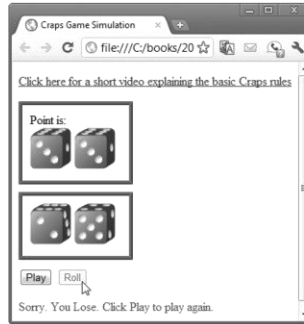 Craps Game Simulation
file:///C:/books/20
Click here for a short video explaining the basic Craps rules
Point is:
Play Roll
Sorry. You Lose. Click Play to play again.